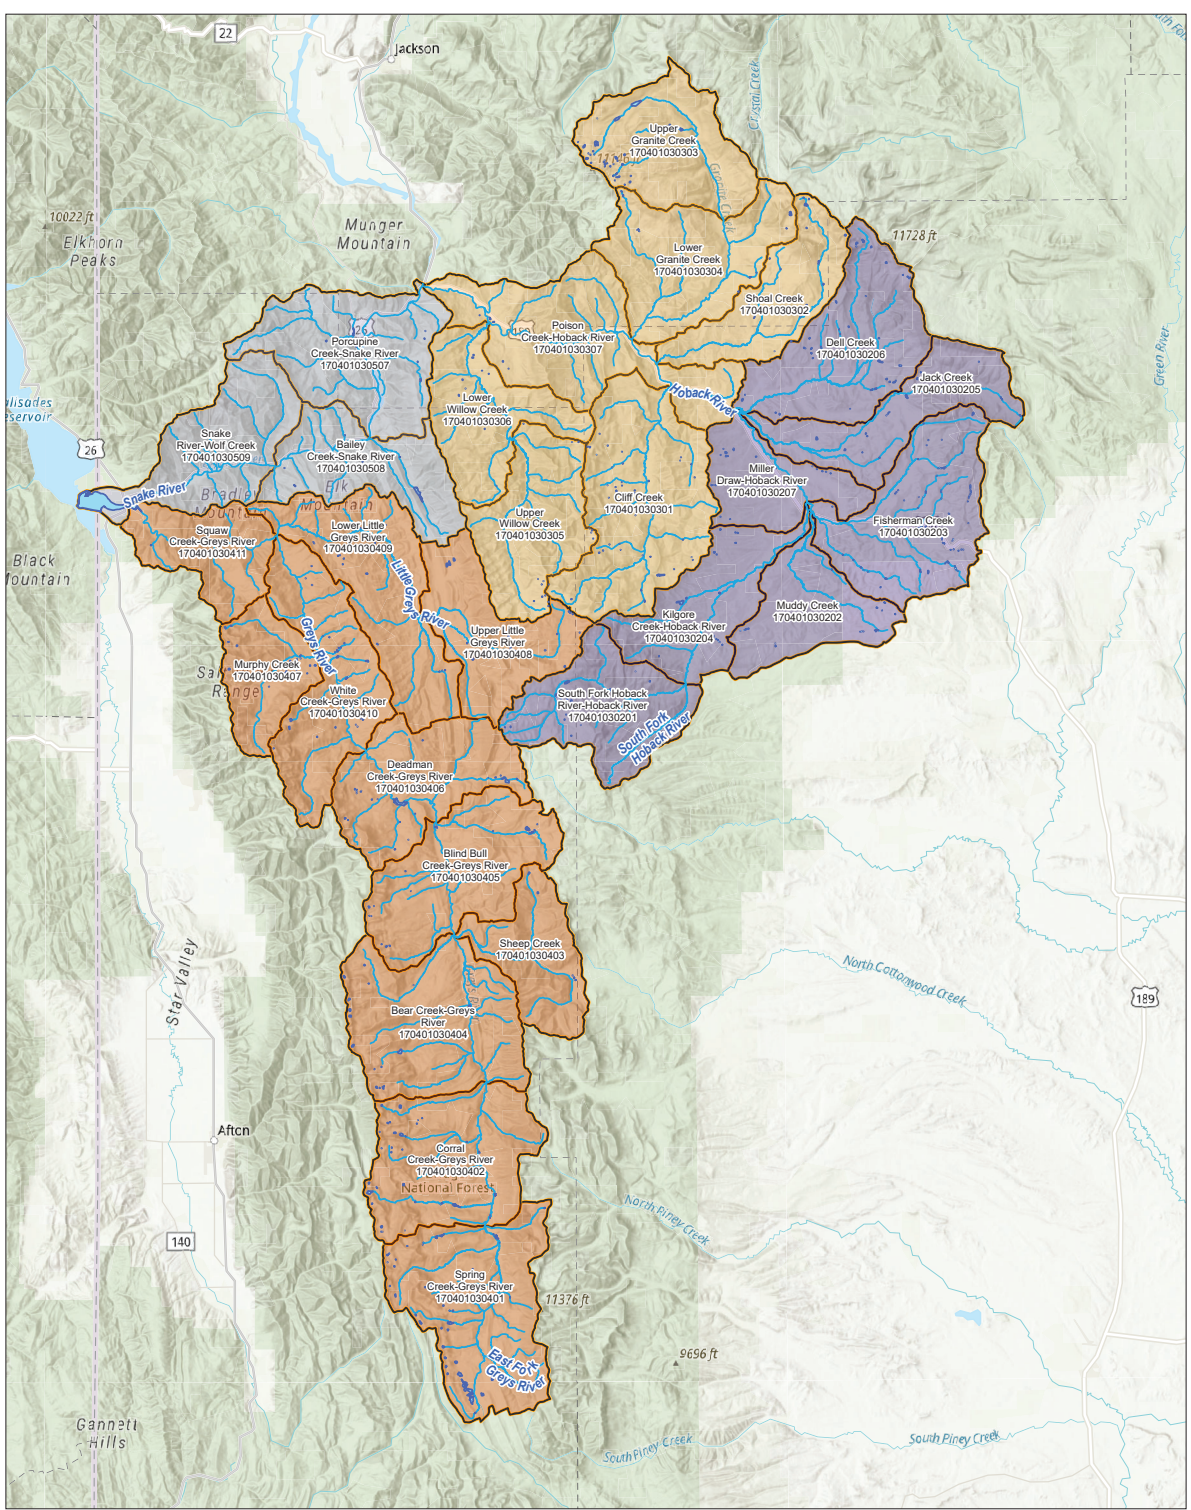 22
Jackson
Crystal Creek
Upper
Granite Creek
170401030303
10022 ft
Elkhorn
Peaks
Munger
Mountain
11728 ft
Lower
Granite Creek
170401030304
Shoal Creek
170401030302
Green River
26
Porcupine
Creek-Snake River
170401030507
Poison
Creek-Hoback River
170401030307
Dell Creek
170401030206
Jack Creek
170401030205
Hoback River
Lower
Willow Creek
170401030306
26
Snake
River-Wolf Creek
170401030509
Bailey
Creek-Snake River
170401030508
Miller
Draw-Hoback River
170401030207
Snake River
Bradley
Mountain
Elk
Mountain
Cliff Creek
170401030301
Upper
Willow Creek
170401030305
Fisherman Creek
170401030203
Squaw
Creek-Greys River
170401030411
Lower Little
Greys River
170401030409
Black
Mountain
Little Greys River
Muddy Creek
170401030202
Kilgore
Creek-Hoback River
170401030204
Upper Little
Greys River
170401030408
Greys River
Murphy Creek
170401030407
Range
White
Creek-Greys River
170401030410
South Fork Hoback
River-Hoback River
170401030201
South Fork
Hoback River
Deadman
Creek-Greys River
170401030406
Blind Bull
Creek-Greys River
170401030405
Sheep Creek
170401030403
Star Valley
North Cottonwood Creek
189
Bear Creek-Greys
River
170401030404
Afton
Corral
Creek-Greys River
170401030402
National Forest
North Piney Creek
140
Spring
Creek-Greys River
170401030401
11376 ft
9696 ft
East Fork
Greys River
Gannett
Hills
South Piney Creek
South Piney Creek